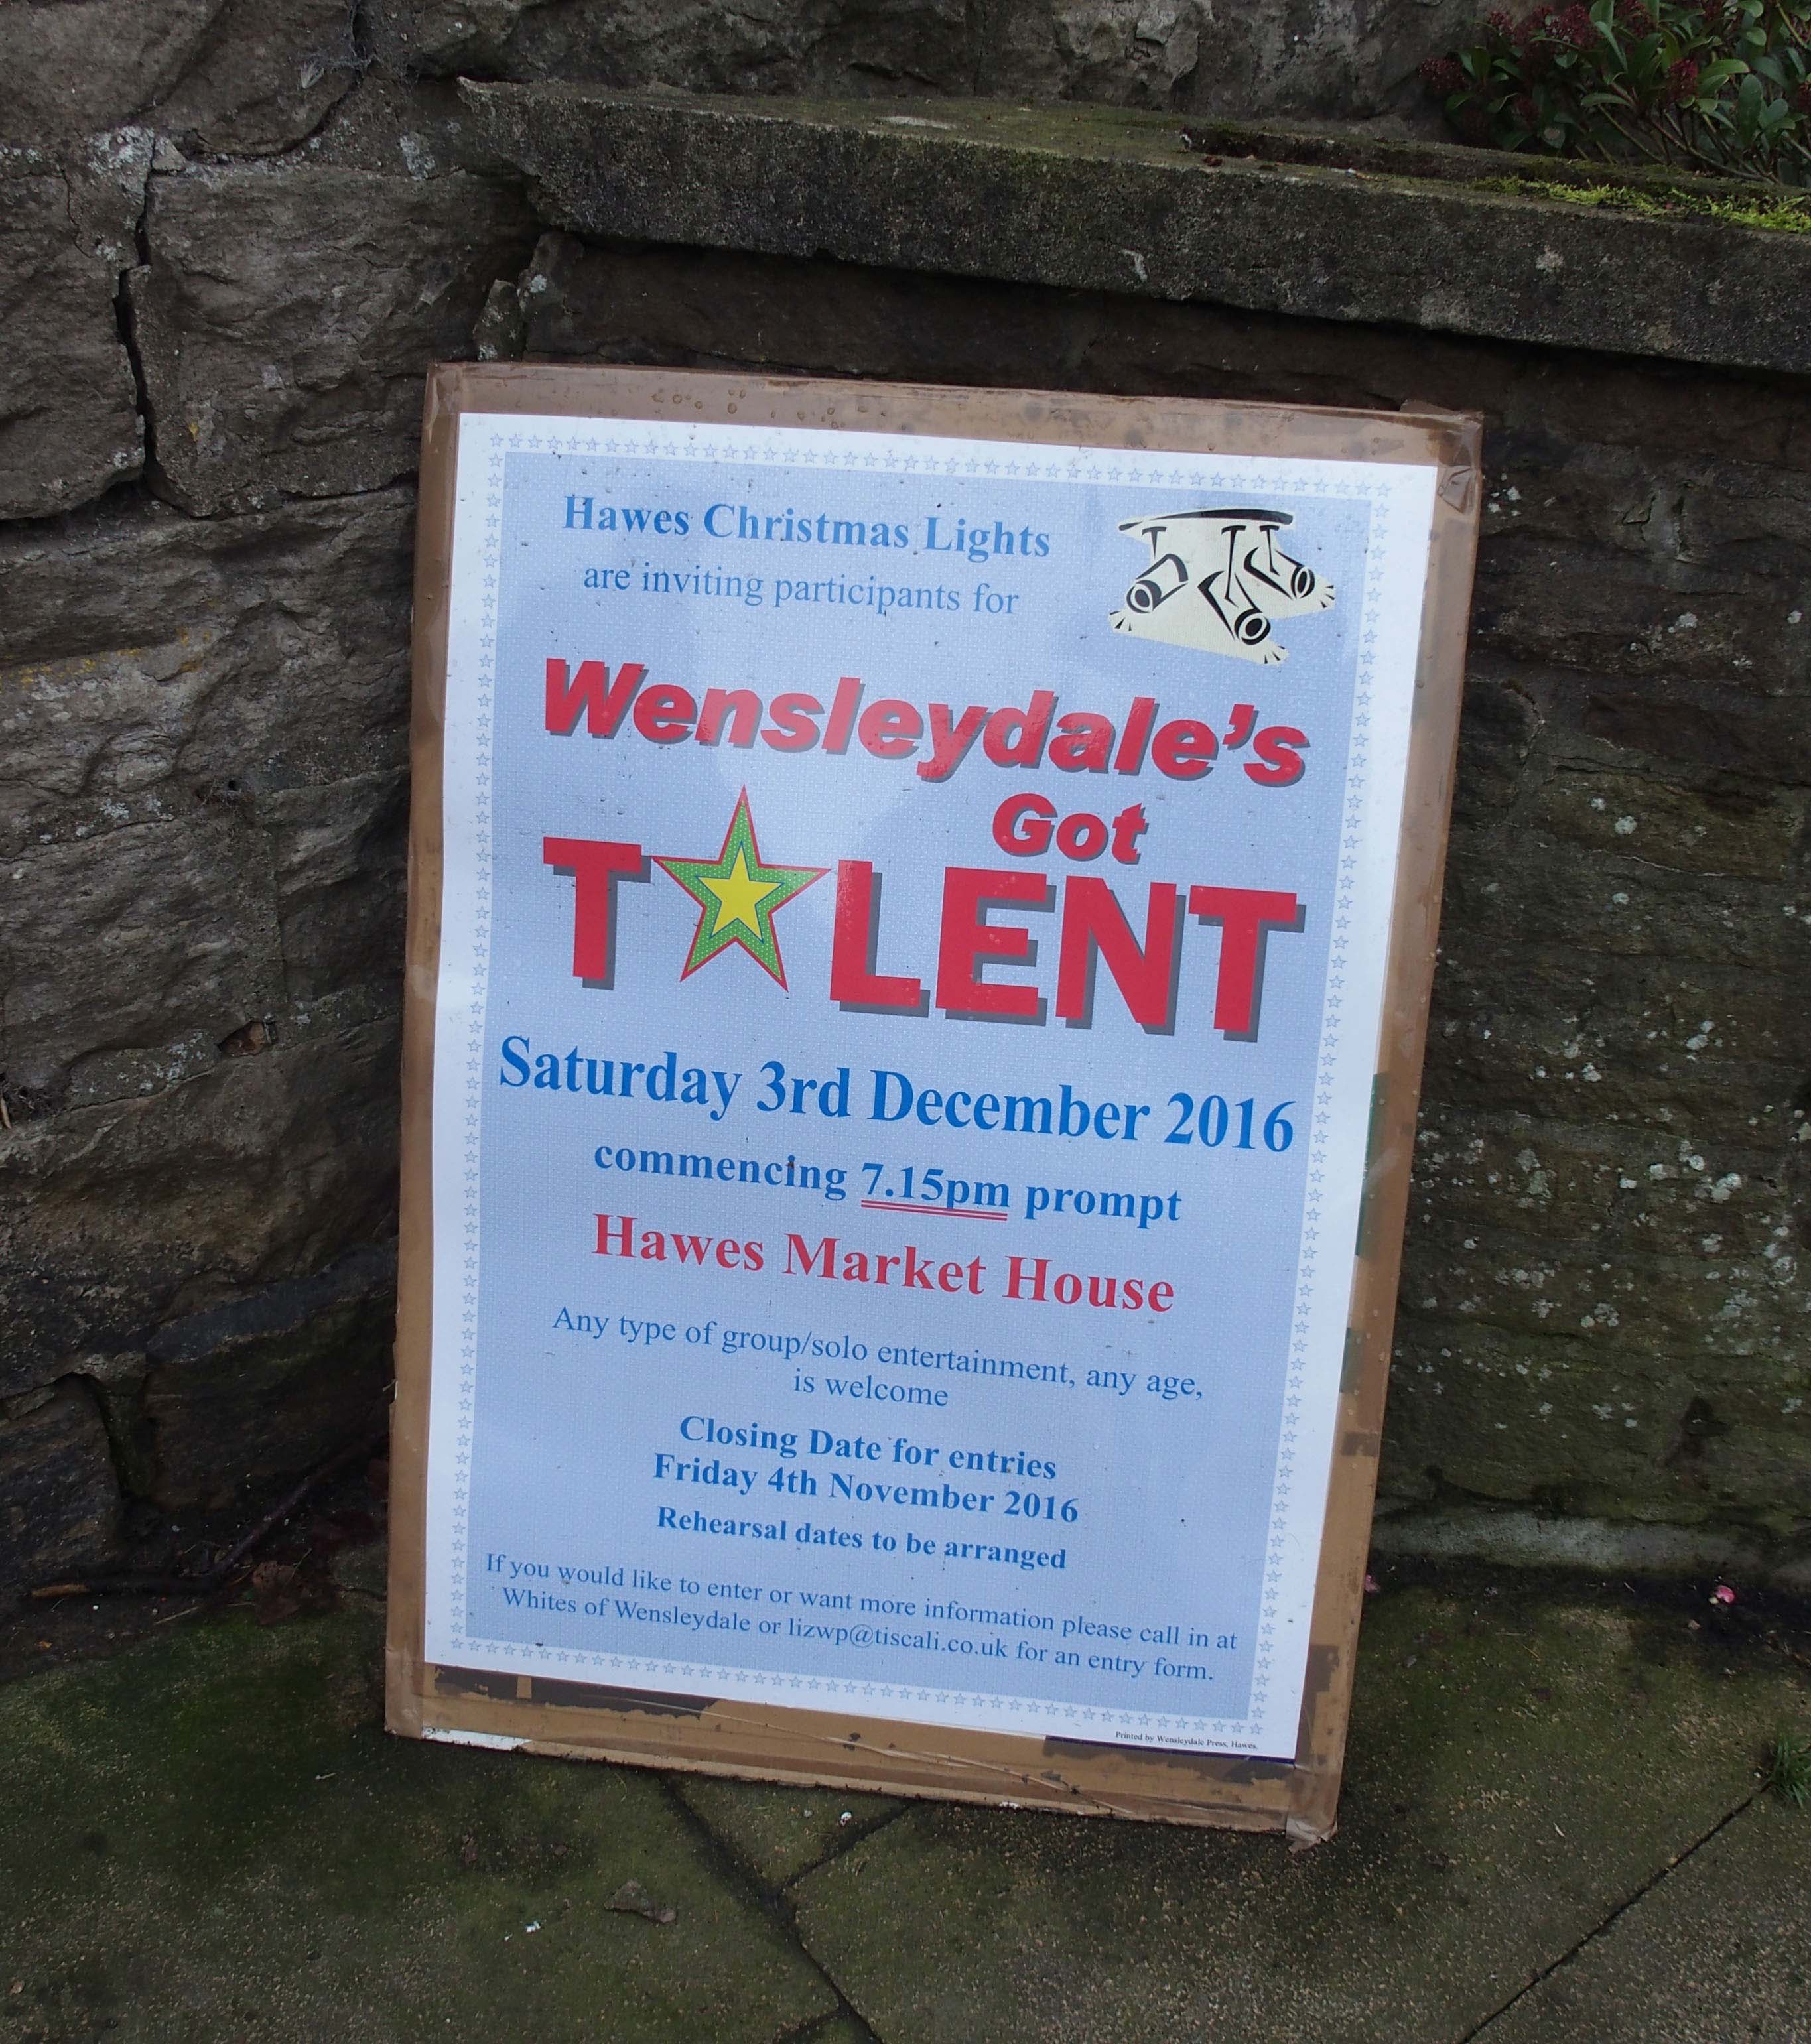 Hawes Christmas Lights
are inviting participants for
Wensleydale's
Got
TALENT
Saturday 3rd December 2016
commencing 7.15pm prompt
Hawes Market House
Any type of group/solo entertainment, any age,
is welcome
Closing Date for entries
Friday 4th November 2016
Rehearsal dates to be arranged
If you would like to enter or want more information please call in at
Whites of Wensleydale or lizwp@tiscali.co.uk for an entry form.
Printed by Wensleydale Press, Hawes.